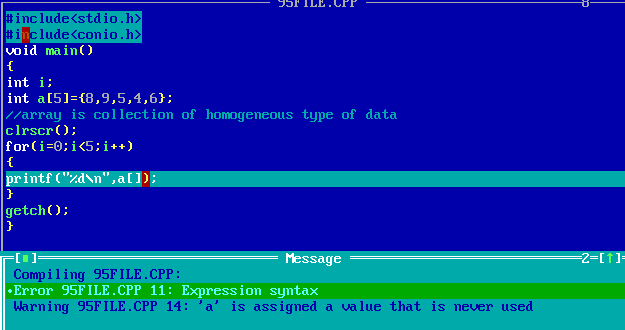 95FILE.CPP 8
#include<stdio.h>
#include<conio.h>
void main()
{
int i;
int a[5]={8,9,5,4,6};
//array is collection of homogeneous type of data
clrscr();
for(i=0;i<5;i++)
{
printf("%d\n",a[]);
}
getch();
}
[■] Message 2=[↑]
Compiling 95FILE.CPP:
•Error 95FILE.CPP 11: Expression syntax
Warning 95FILE.CPP 14: 'a' is assigned a value that is never used